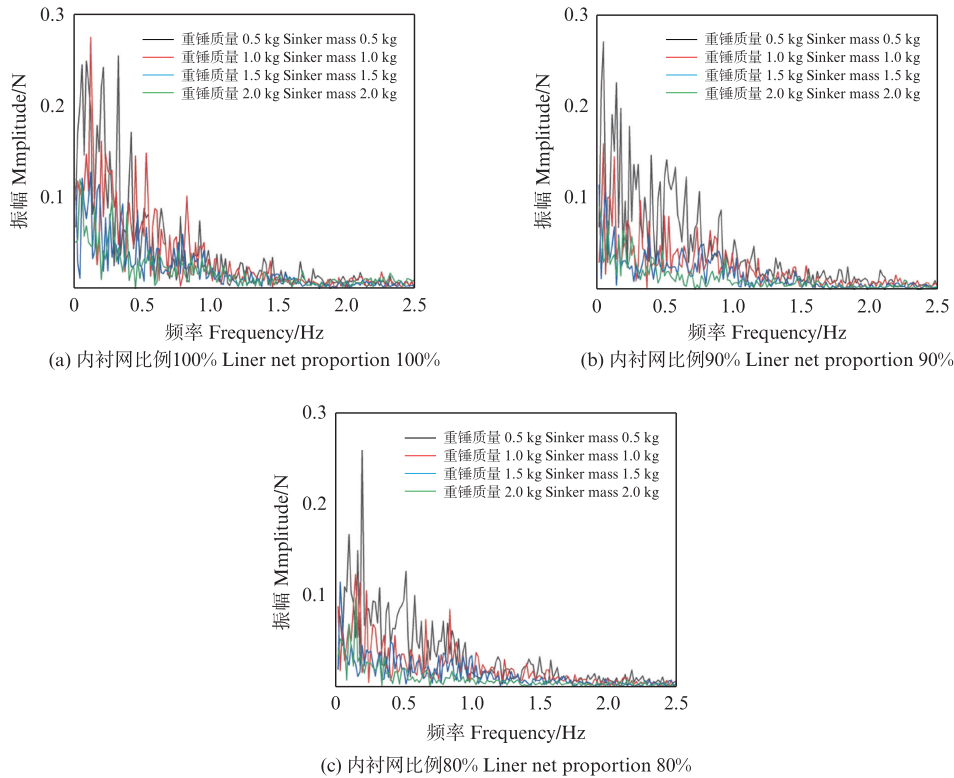 0.3
重锤质量 0.5 kg Sinker mass 0.5 kg
重锤质量 1.0 kg Sinker mass 1.0 kg
重锤质量 1.5 kg Sinker mass 1.5 kg
重锤质量 2.0 kg Sinker mass 2.0 kg
0.2
0.1
振幅 Mmplitude/N
0 0.5 1.0 1.5 2.0 2.5
频率 Frequency/Hz
(a) 内衬网比例100% Liner net proportion 100%
0.3
重锤质量 0.5 kg Sinker mass 0.5 kg
重锤质量 1.0 kg Sinker mass 1.0 kg
重锤质量 1.5 kg Sinker mass 1.5 kg
重锤质量 2.0 kg Sinker mass 2.0 kg
0.2
0.1
振幅 Mmplitude/N
0 0.5 1.0 1.5 2.0 2.5
频率 Frequency/Hz
(b) 内衬网比例90% Liner net proportion 90%
0.3
重锤质量 0.5 kg Sinker mass 0.5 kg
重锤质量 1.0 kg Sinker mass 1.0 kg
重锤质量 1.5 kg Sinker mass 1.5 kg
重锤质量 2.0 kg Sinker mass 2.0 kg
0.2
0.1
振幅 Mmplitude/N
0 0.5 1.0 1.5 2.0 2.5
频率 Frequency/Hz
(c) 内衬网比例80% Liner net proportion 80%